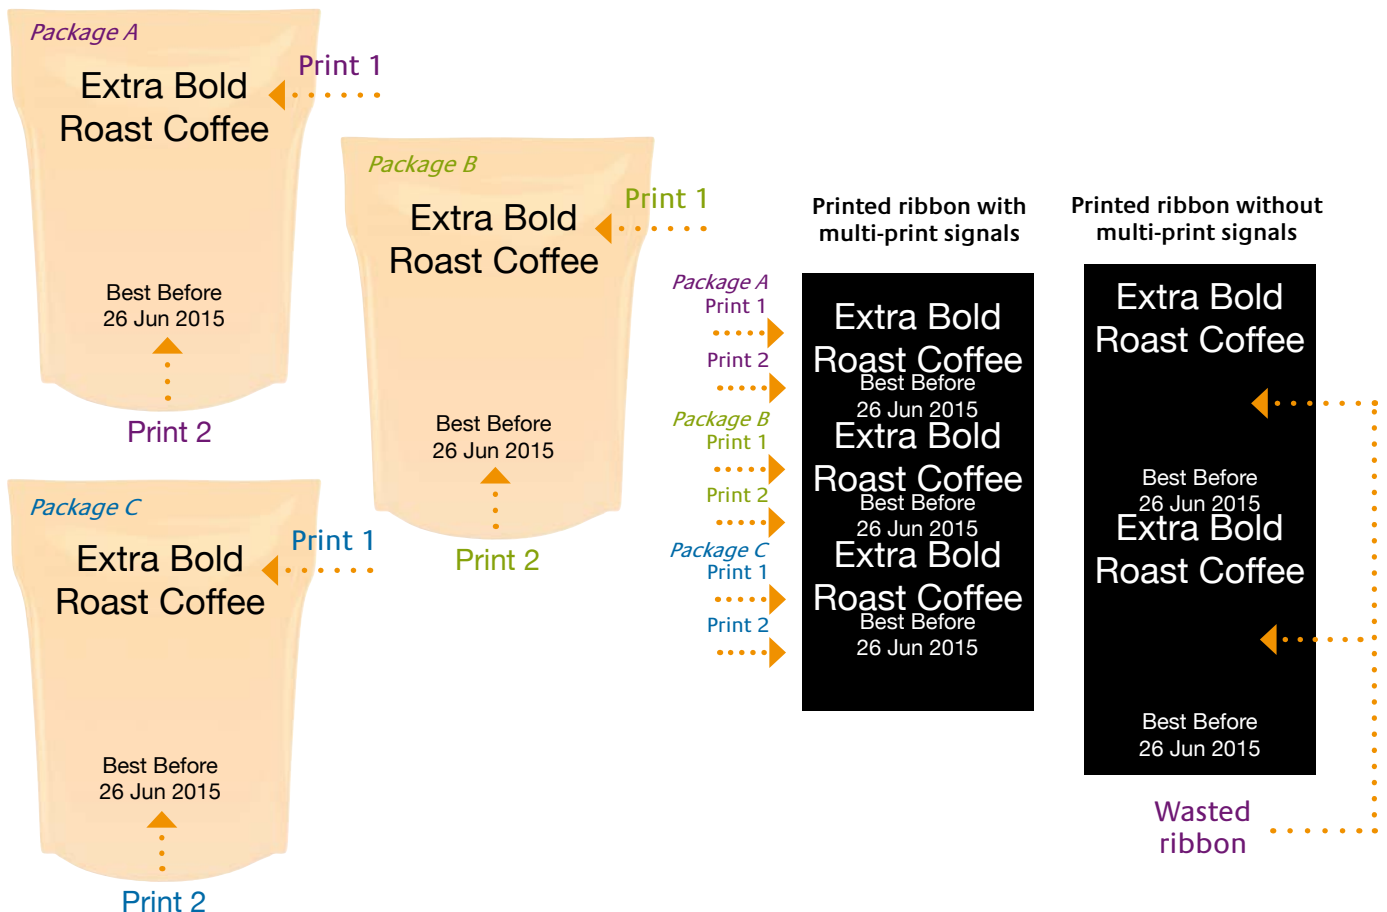 Package A
Print 1
Extra Bold
Roast Coffee
Best Before
26 Jun 2015
Print 2
Package B
Print 1
Extra Bold
Roast Coffee
Best Before
26 Jun 2015
Print 2
Package C
Print 1
Extra Bold
Roast Coffee
Best Before
26 Jun 2015
Print 2
Printed ribbon with
multi-print signals
Package A
Print 1
Print 2
Package B
Print 1
Print 2
Package C
Print 1
Print 2
Extra Bold
Roast Coffee
Best Before
26 Jun 2015
Extra Bold
Roast Coffee
Best Before
26 Jun 2015
Extra Bold
Roast Coffee
Best Before
26 Jun 2015
Printed ribbon without
multi-print signals
Extra Bold
Roast Coffee
Best Before
26 Jun 2015
Extra Bold
Roast Coffee
Best Before
26 Jun 2015
Wasted
ribbon